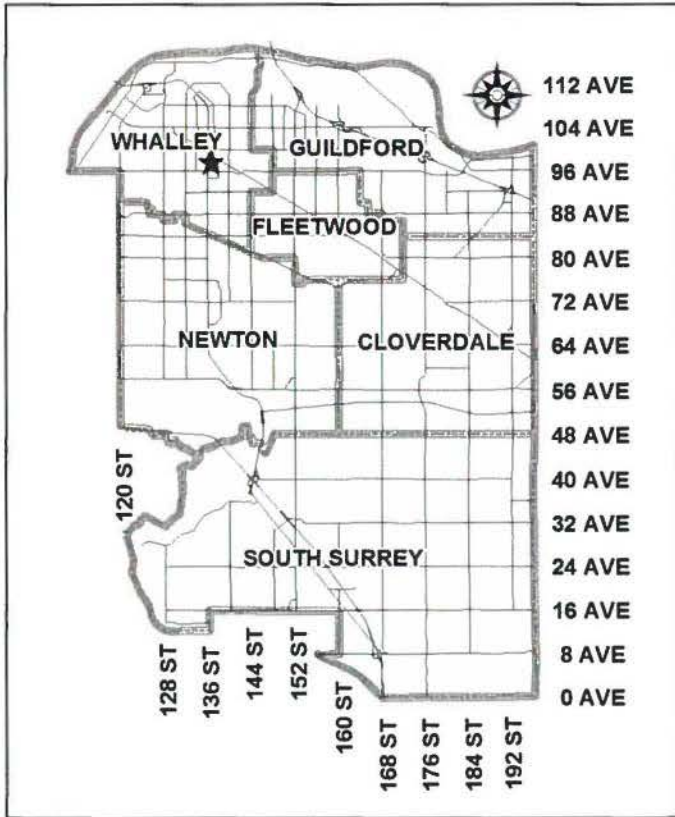 112 AVE
104 AVE
WHALLEY
GUILDFORD
96 AVE
88 AVE
FLEETWOOD
80 AVE
72 AVE
NEWTON
CLOVERDALE
64 AVE
56 AVE
48 AVE
120 ST
40 AVE
32 AVE
SOUTH SURREY
24 AVE
16 AVE
128 ST
136 ST
144 ST
152 ST
8 AVE
160 ST
168 ST
176 ST
184 ST
192 ST
0 AVE